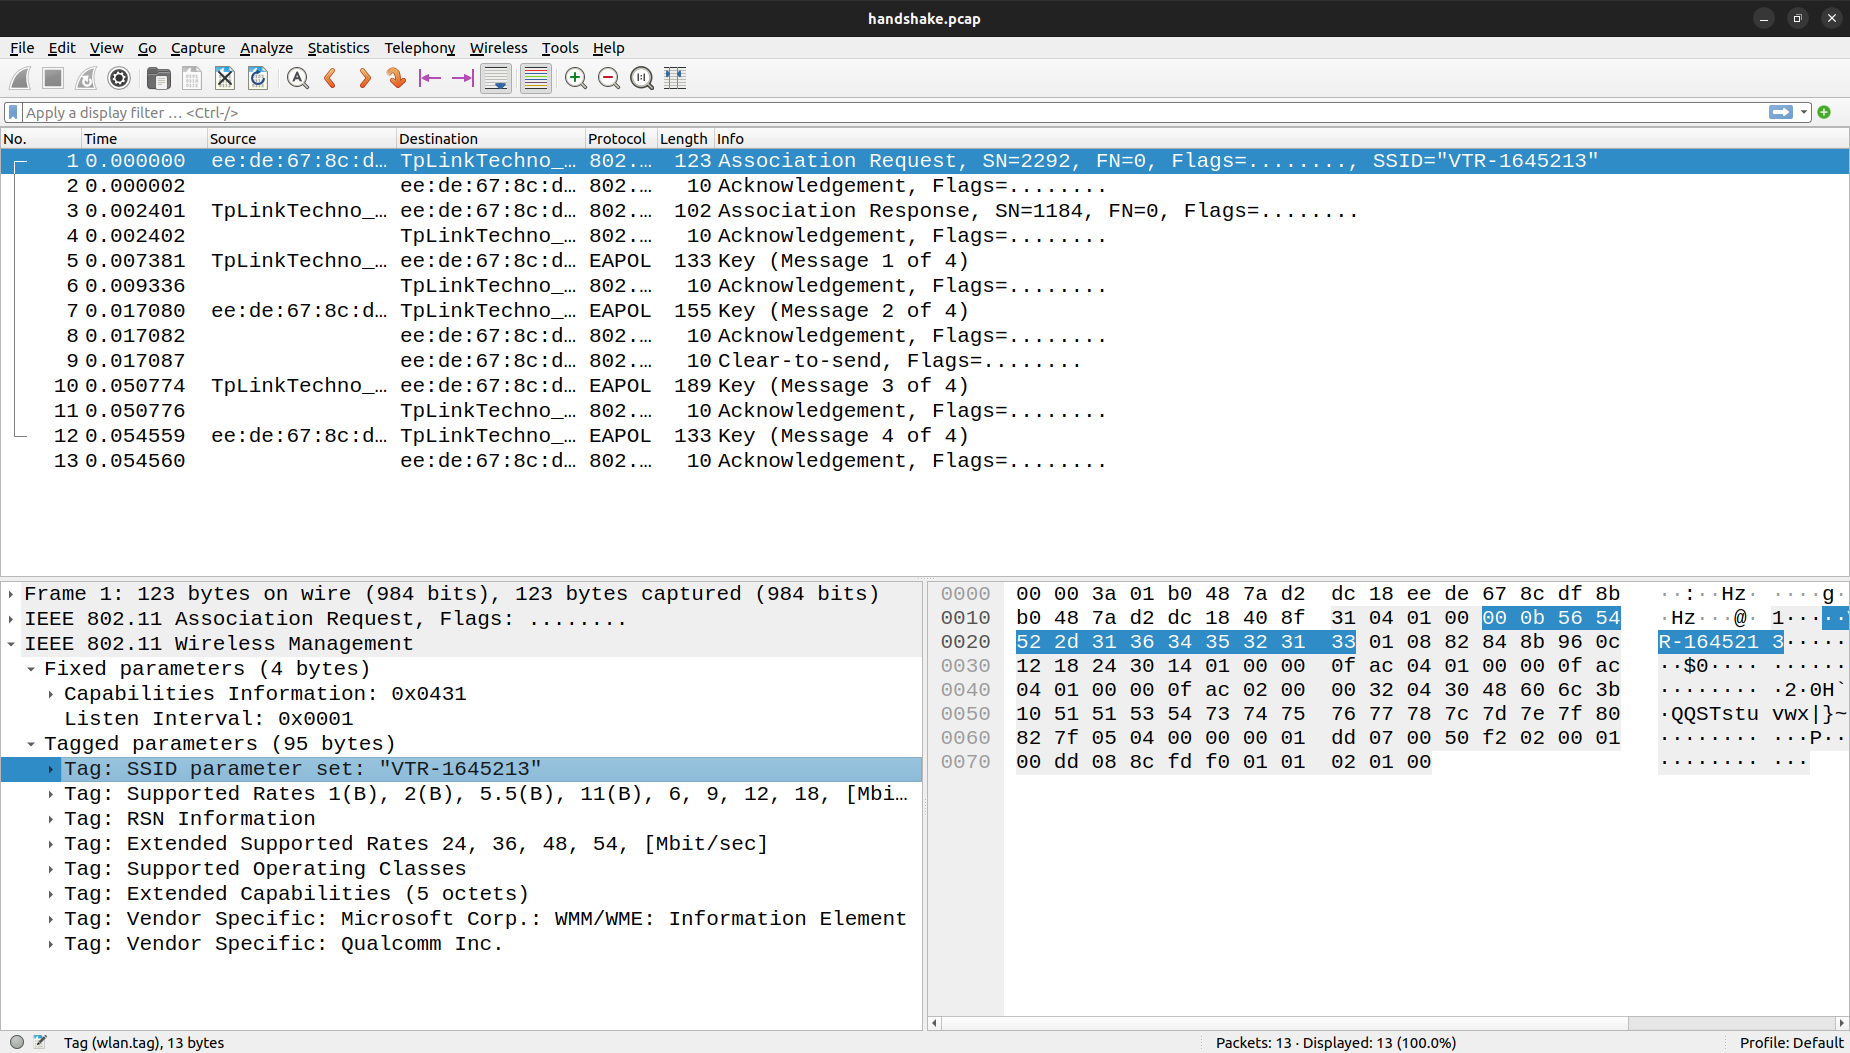 handshake.pcap
File Edit View Go Capture Analyze Statistics Telephony Wireless Tools Help
Apply a display filter … <Ctrl-/>
No. Time Source Destination Protocol Length Info
1 0.000000 ee:de:67:8c:d… TpLinkTechno_… 802.… 123 Association Request, SN=2292, FN=0, Flags=........, SSID="VTR-1645213"
2 0.000002 ee:de:67:8c:d… 802.… 10 Acknowledgement, Flags=........
3 0.002401 TpLinkTechno_… ee:de:67:8c:d… 802.… 102 Association Response, SN=1184, FN=0, Flags=........
4 0.002402 TpLinkTechno_… 802.… 10 Acknowledgement, Flags=........
5 0.007381 TpLinkTechno_… ee:de:67:8c:d… EAPOL 133 Key (Message 1 of 4)
6 0.009336 TpLinkTechno_… 802.… 10 Acknowledgement, Flags=........
7 0.017080 ee:de:67:8c:d… TpLinkTechno_… EAPOL 155 Key (Message 2 of 4)
8 0.017082 ee:de:67:8c:d… 802.… 10 Acknowledgement, Flags=........
9 0.017087 ee:de:67:8c:d… 802.… 10 Clear-to-send, Flags=........
10 0.050774 TpLinkTechno_… ee:de:67:8c:d… EAPOL 189 Key (Message 3 of 4)
11 0.050776 TpLinkTechno_… 802.… 10 Acknowledgement, Flags=........
12 0.054559 ee:de:67:8c:d… TpLinkTechno_… EAPOL 133 Key (Message 4 of 4)
13 0.054560 ee:de:67:8c:d… 802.… 10 Acknowledgement, Flags=........
Frame 1: 123 bytes on wire (984 bits), 123 bytes captured (984 bits)
IEEE 802.11 Association Request, Flags: ........
IEEE 802.11 Wireless Management
Fixed parameters (4 bytes)
Capabilities Information: 0x0431
Listen Interval: 0x0001
Tagged parameters (95 bytes)
Tag: SSID parameter set: "VTR-1645213"
Tag: Supported Rates 1(B), 2(B), 5.5(B), 11(B), 6, 9, 12, 18, [Mbi…
Tag: RSN Information
Tag: Extended Supported Rates 24, 36, 48, 54, [Mbit/sec]
Tag: Supported Operating Classes
Tag: Extended Capabilities (5 octets)
Tag: Vendor Specific: Microsoft Corp.: WMM/WME: Information Element
Tag: Vendor Specific: Qualcomm Inc.
0000 00 00 3a 01 b0 48 7a d2 dc 18 ee de 67 8c df 8b ··:··Hz· ····g···
0010 b0 48 7a d2 dc 18 40 8f 31 04 01 00 00 0b 56 54 ·Hz···@· 1·····
0020 52 2d 31 36 34 35 32 31 33 01 08 82 84 8b 96 0c R-164521 3·······
0030 12 18 24 30 14 01 00 00 0f ac 04 01 00 00 0f ac ··$0···· ········
0040 04 01 00 00 0f ac 02 00 00 32 04 30 48 60 6c 3b ········ ·2·0H`
0050 10 51 51 53 54 73 74 75 76 77 78 7c 7d 7e 7f 80 ·QQSTstu vwx|}~
0060 82 7f 05 04 00 00 00 01 dd 07 00 50 f2 02 00 01 ········ ···P··
0070 00 dd 08 8c fd f0 01 01 02 01 00 ········ ···
Tag (wlan.tag), 13 bytes
Packets: 13 · Displayed: 13 (100.0%)
Profile: Default